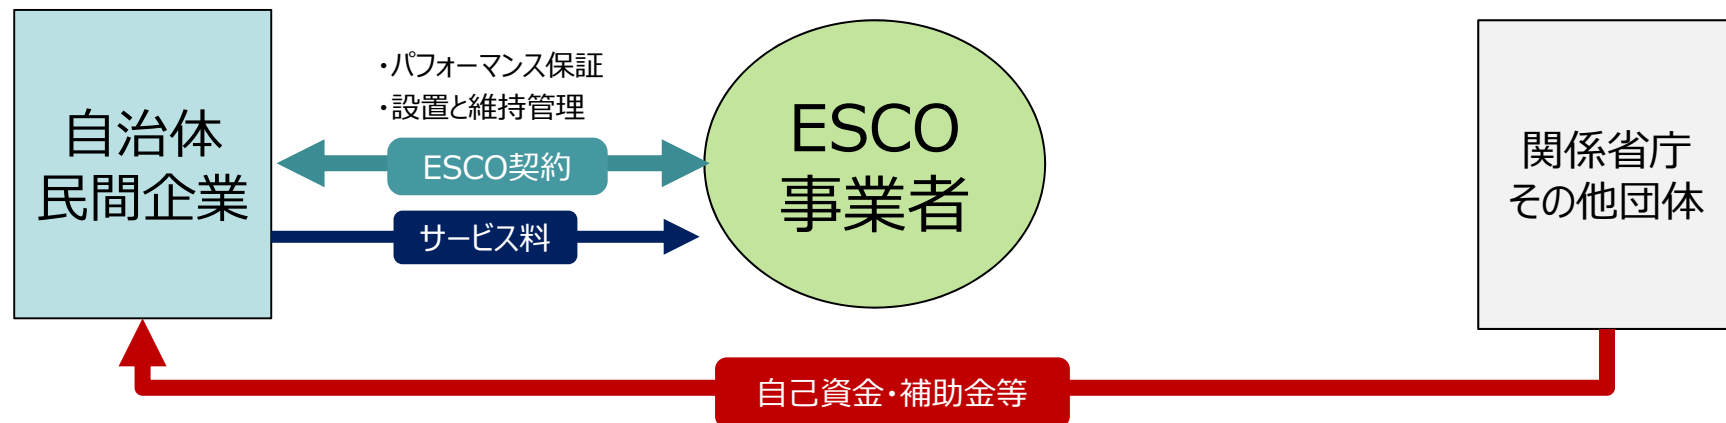 自治体
民間企業
・パフォーマンス保証
・設置と維持管理
ESCO契約
サービス料
ESCO
事業者
関係省庁
その他団体
自己資金・補助金等